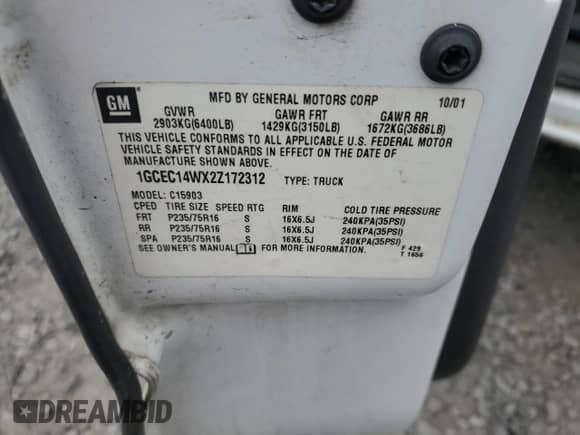 GM
MFD BY GENERAL MOTORS CORP 10/01
GVWR GAWR FRT GAWR RR
2903KG(6400LB) 1429KG(3150LB) 1672KG(3686LB)
THIS VEHICLE CONFORMS TO ALL APPLICABLE U.S. FEDERAL MOTOR
VEHICLE SAFETY STANDARDS IN EFFECT ON THE DATE OF
MANUFACTURE SHOWN ABOVE.
1GCEC14WX2Z172312 TYPE: TRUCK
MODEL: C15903
CPED TIRE SIZE SPEED RTG RIM COLD TIRE PRESSURE
FRT P235/75R16 S 16X6.5J 240KPA(35PSI)
RR P235/75R16 S 16X6.5J 240KPA(35PSI)
SPA P235/75R16 S 16X6.5J 240KPA(35PSI)
SEE OWNER'S MANUAL FOR MORE INFORMATION.
F 429
T 1656
DREAMBID